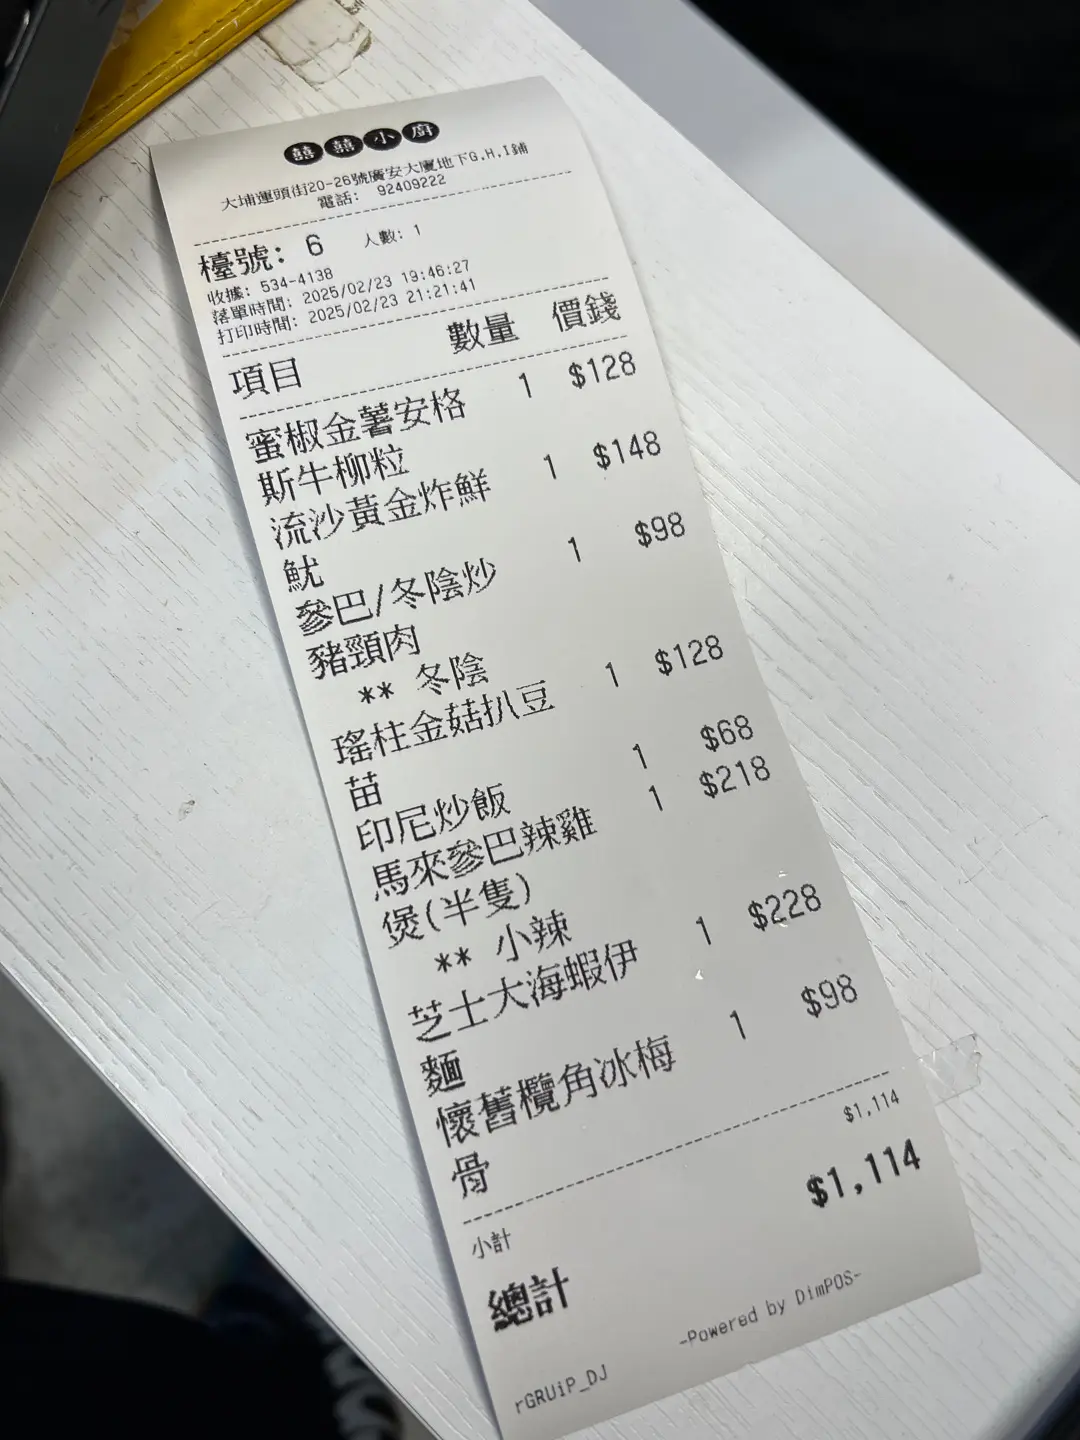 囍囍小廚
大埔運頭街20-26號廣安大廈地下G.H.I鋪
電話: 92409222
檯號: 6 人數: 1
收據: 534-4138
落單時間: 2025/02/23 19:46:27
打印時間: 2025/02/23 21:21:41
項目 數量 價錢
蜜椒金薯安格 1 $128
斯牛柳粒
流沙黃金炸鮮 1 $148
魷
參巴/冬陰炒 1 $98
豬頸肉
** 冬陰
瑤柱金菇扒豆 1 $128
苗
印尼炒飯 1 $68
馬來參巴辣雞 1 $218
煲(半隻)
** 小辣
芝士大海蝦伊 1 $228
麵
懷舊欖角冰梅 1 $98
骨
小計 $1,114
總計 $1,114
rGRUiP_DJ -Powered by DimPOS-